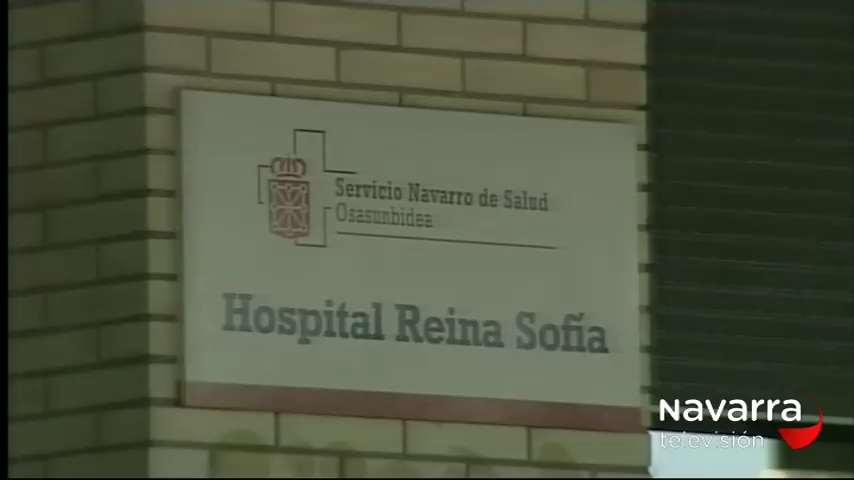 Servicio Navarro de Salud
Osasunbidea
Hospital Reina Sofía
Navarra
televisión